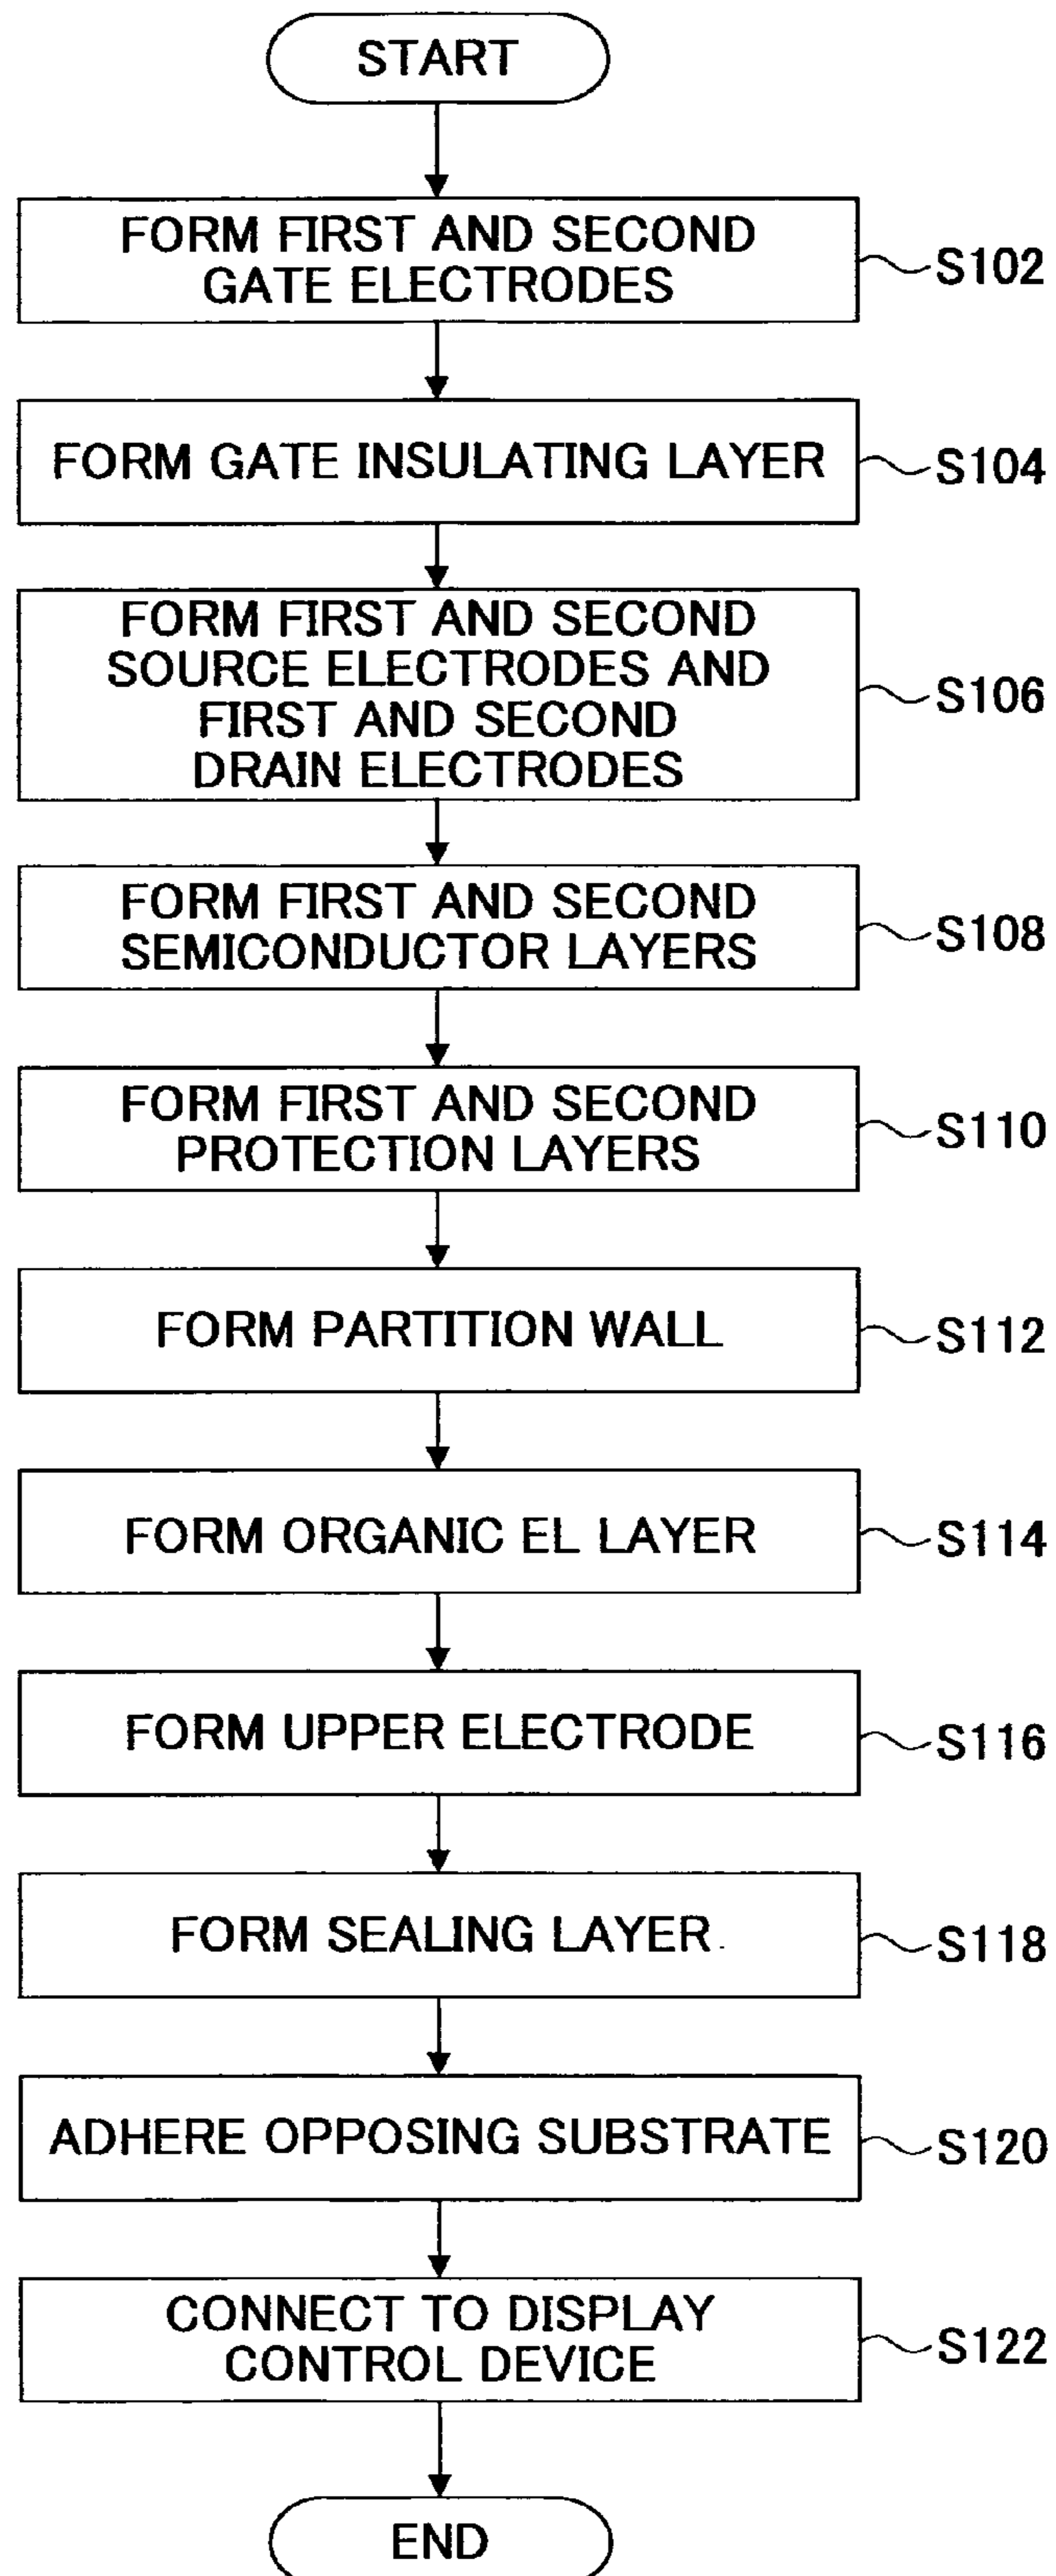 START
FORM FIRST AND SECOND
GATE ELECTRODES
S102
FORM GATE INSULATING LAYER
S104
FORM FIRST AND SECOND
SOURCE ELECTRODES AND
FIRST AND SECOND
DRAIN ELECTRODES
S106
FORM FIRST AND SECOND
SEMICONDUCTOR LAYERS
S108
FORM FIRST AND SECOND
PROTECTION LAYERS
S110
FORM PARTITION WALL
S112
FORM ORGANIC EL LAYER
S114
FORM UPPER ELECTRODE
S116
FORM SEALING LAYER
S118
ADHERE OPPOSING SUBSTRATE
S120
CONNECT TO DISPLAY
CONTROL DEVICE
S122
END